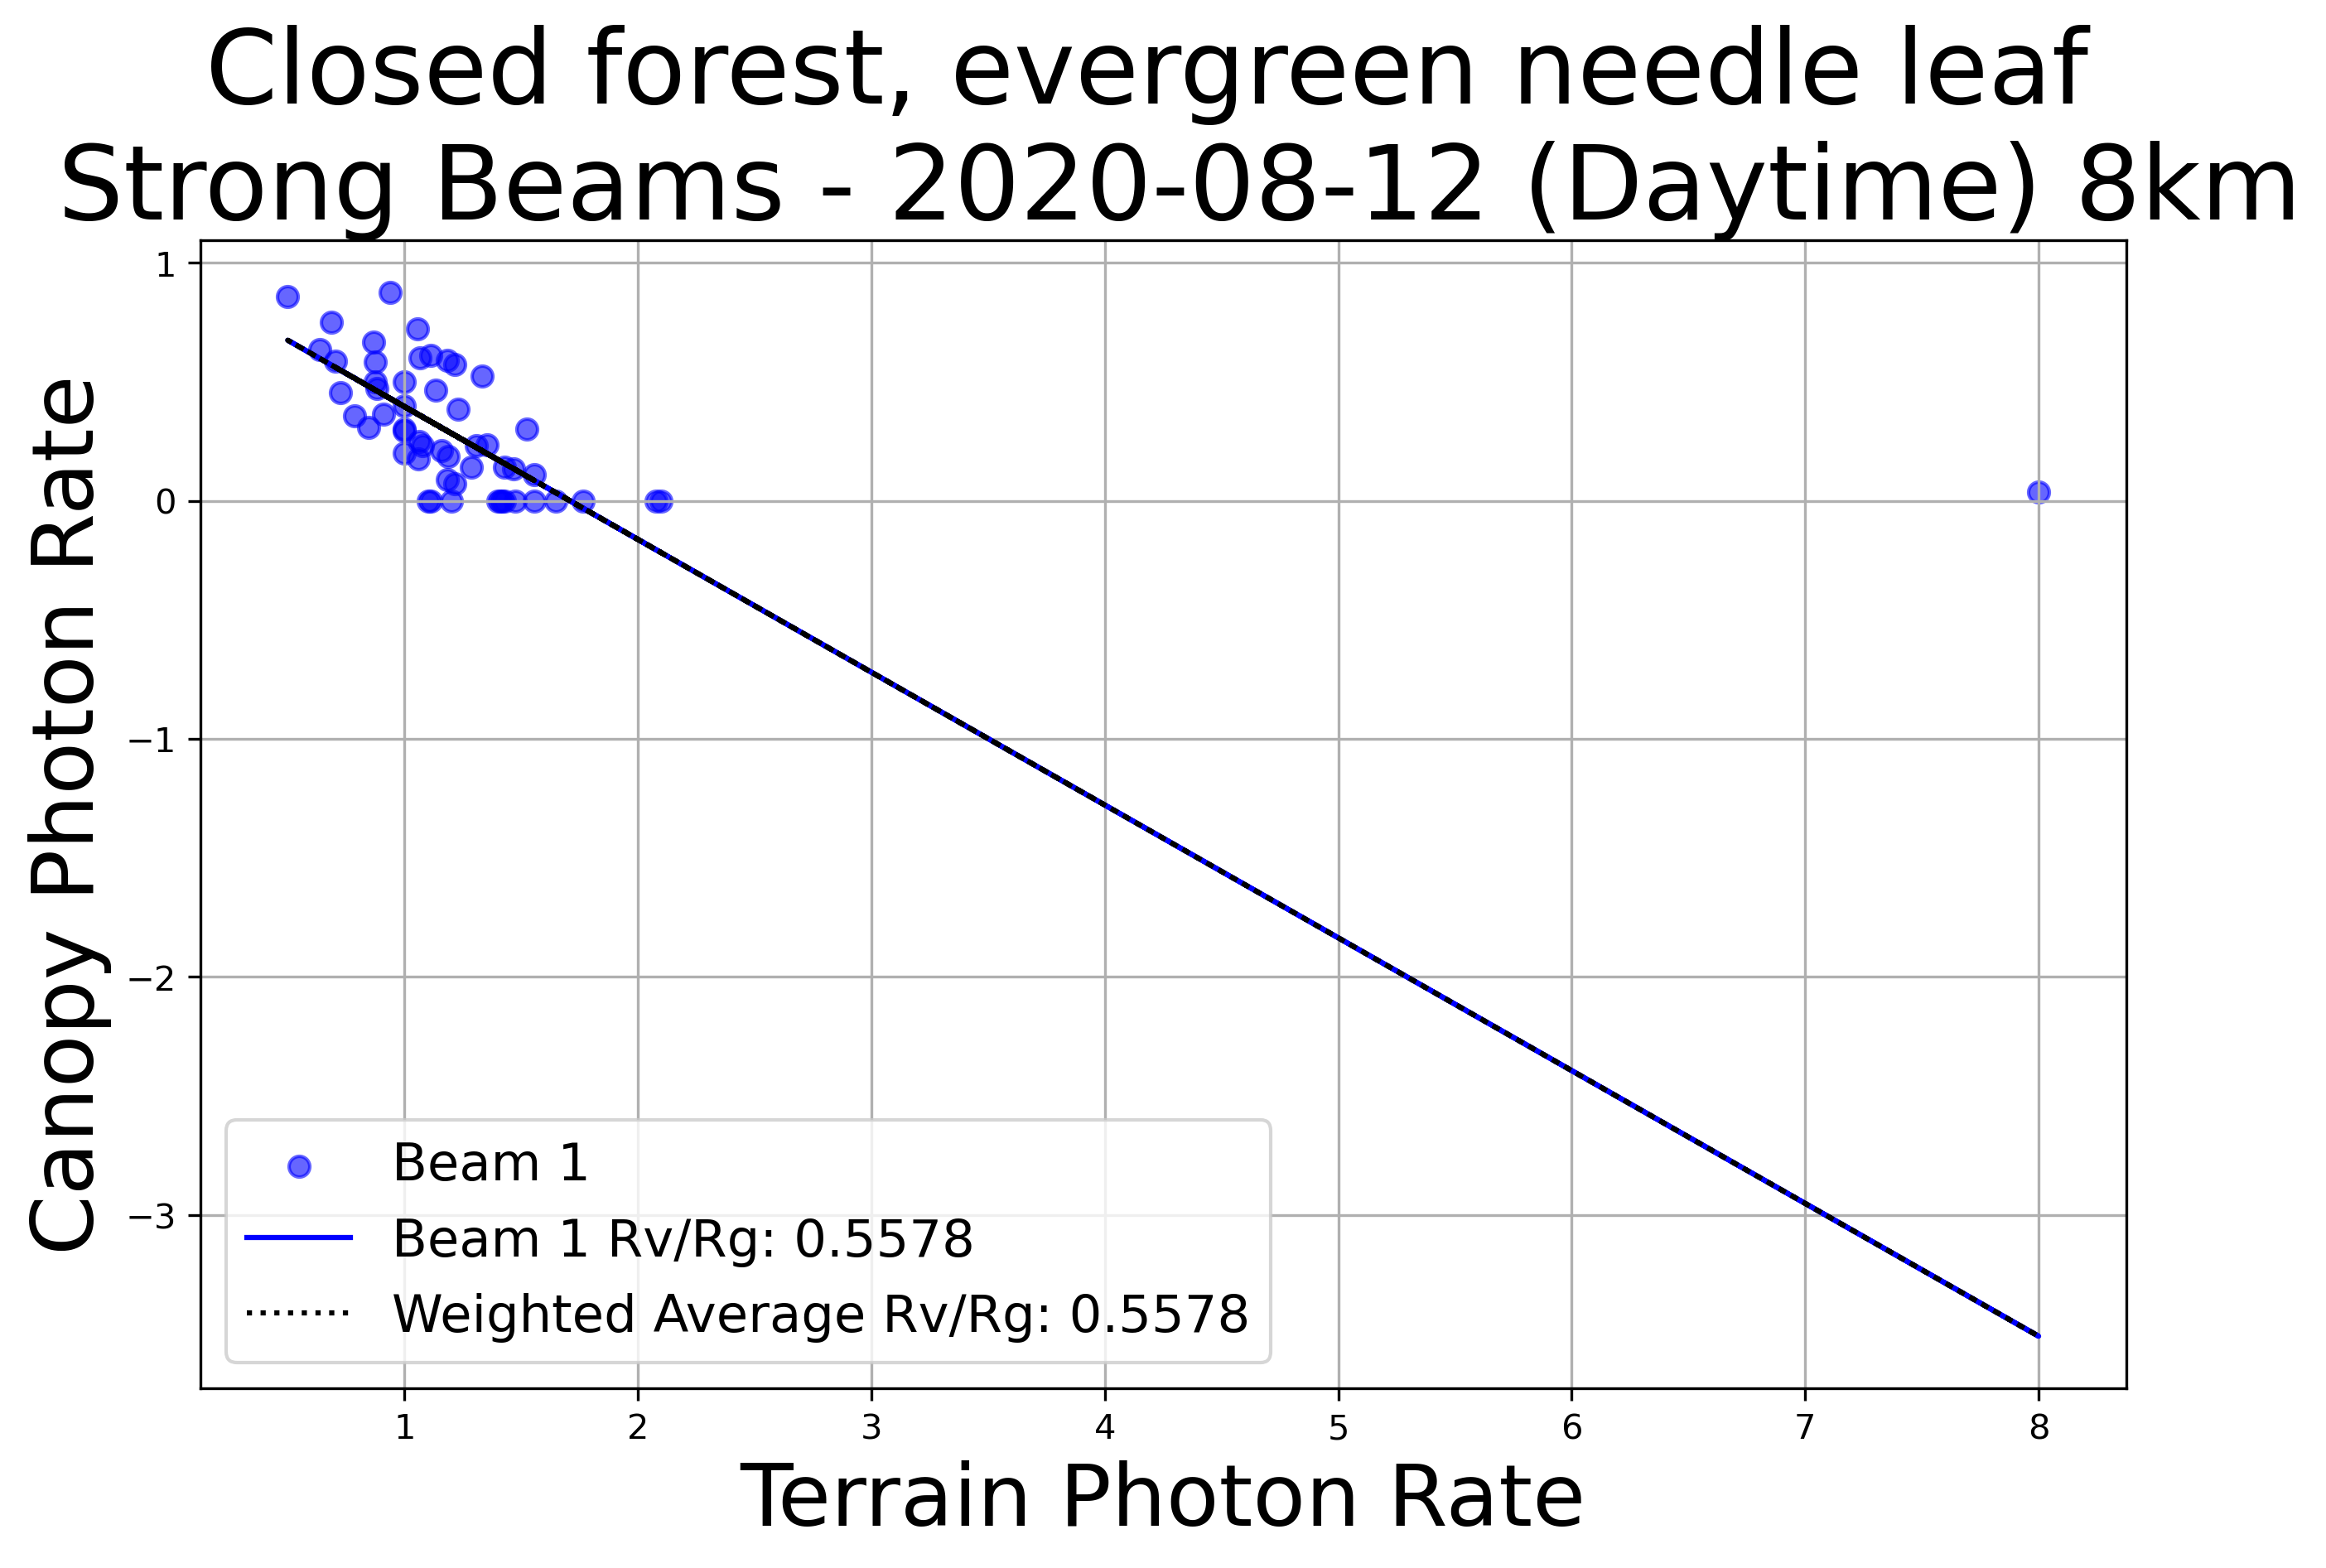 Closed forest, evergreen needle leaf
Strong Beams - 2020-08-12 (Daytime) 8km
Canopy Photon Rate
1
0
−1
−2
−3
Beam 1
Beam 1 Rv/Rg: 0.5578
Weighted Average Rv/Rg: 0.5578
1 2 3 4 5 6 7 8
Terrain Photon Rate